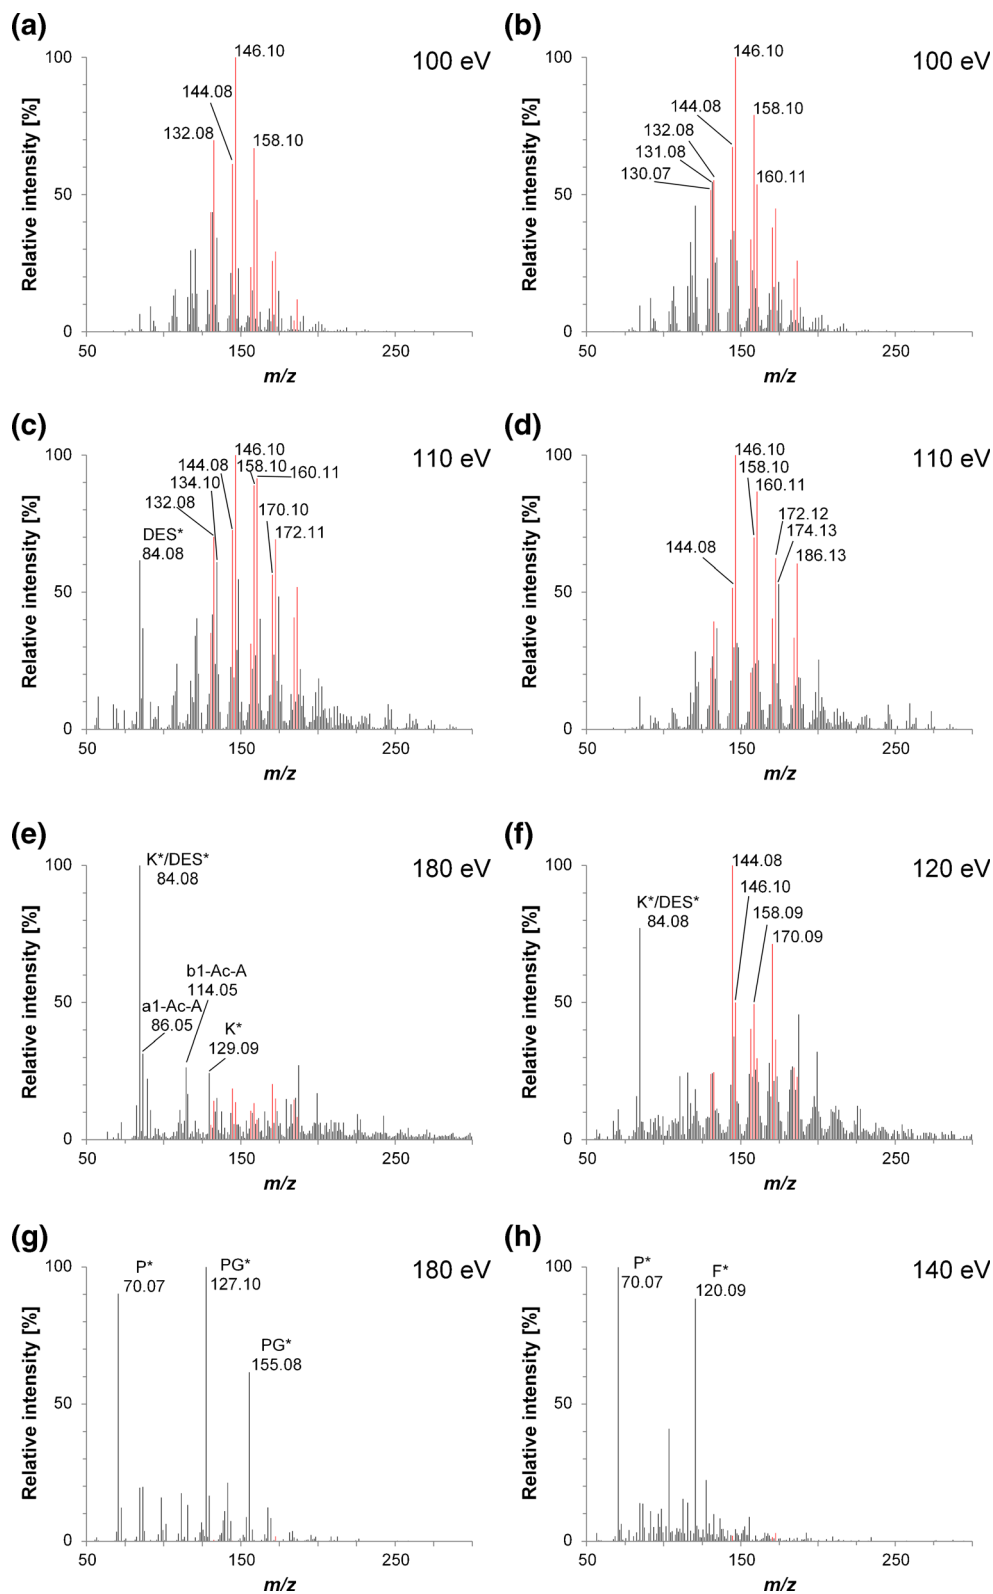 (a)
100 eV
146.10
144.08
132.08
158.10
Relative intensity [%]
100
50
0
50
150
250
m/z
(b)
100 eV
146.10
144.08
132.08
131.08
130.07
158.10
160.11
Relative intensity [%]
100
50
0
50
150
250
m/z
(c)
110 eV
146.10
144.08
158.10
160.11
134.10
132.08
170.10
172.11
DES*
84.08
Relative intensity [%]
100
50
0
50
150
250
m/z
(d)
110 eV
146.10
158.10
160.11
172.12
174.13
144.08
186.13
Relative intensity [%]
100
50
0
50
150
250
m/z
(e)
180 eV
K*/DES*
84.08
b1-Ac-A
114.05
a1-Ac-A
86.05
K*
129.09
Relative intensity [%]
100
50
0
50
150
250
m/z
(f)
120 eV
144.08
146.10
K*/DES*
84.08
158.09
170.09
Relative intensity [%]
100
50
0
50
150
250
m/z
(g)
180 eV
P*
70.07
PG*
127.10
PG*
155.08
Relative intensity [%]
100
50
0
50
150
250
m/z
(h)
140 eV
P*
70.07
F*
120.09
Relative intensity [%]
100
50
0
50
150
250
m/z